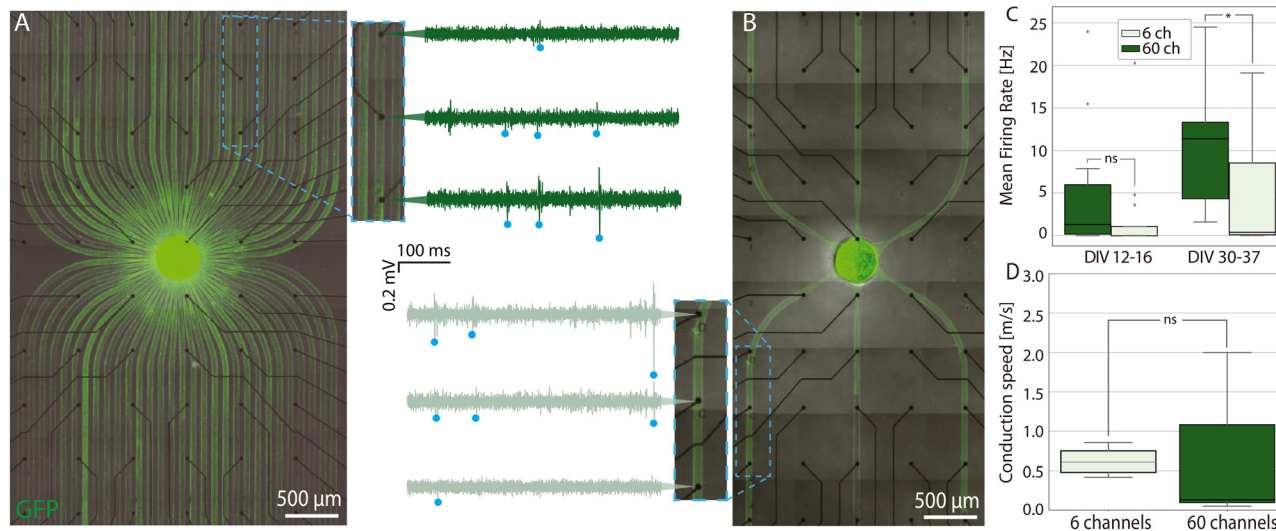 A
GFP
500 µm
100 ms
0.2 mV
B
D
C
500 µm
C
Mean Firing Rate [Hz]
25
20
15
10
5
0
6 ch
60 ch
*
ns
DIV 12-16
DIV 30-37
D
Conduction speed [m/s]
3.0
2.5
2.0
1.5
1.0
0.5
0.0
ns
6 channels
60 channels